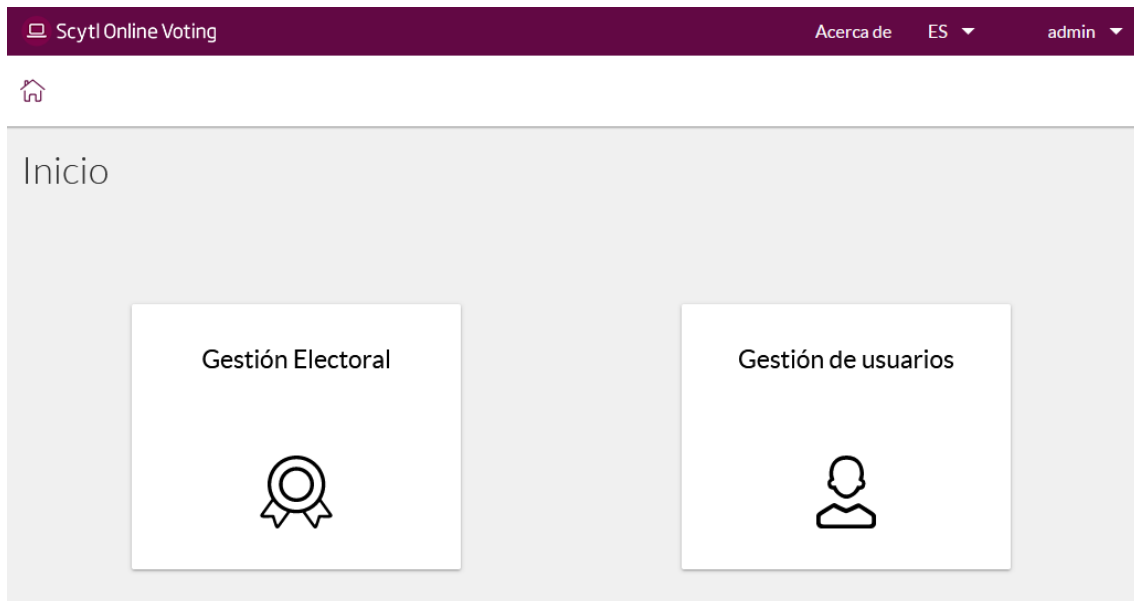 Scytl Online Voting
Acerca de ES admin
Inicio
Gestión Electoral
Gestión de usuarios